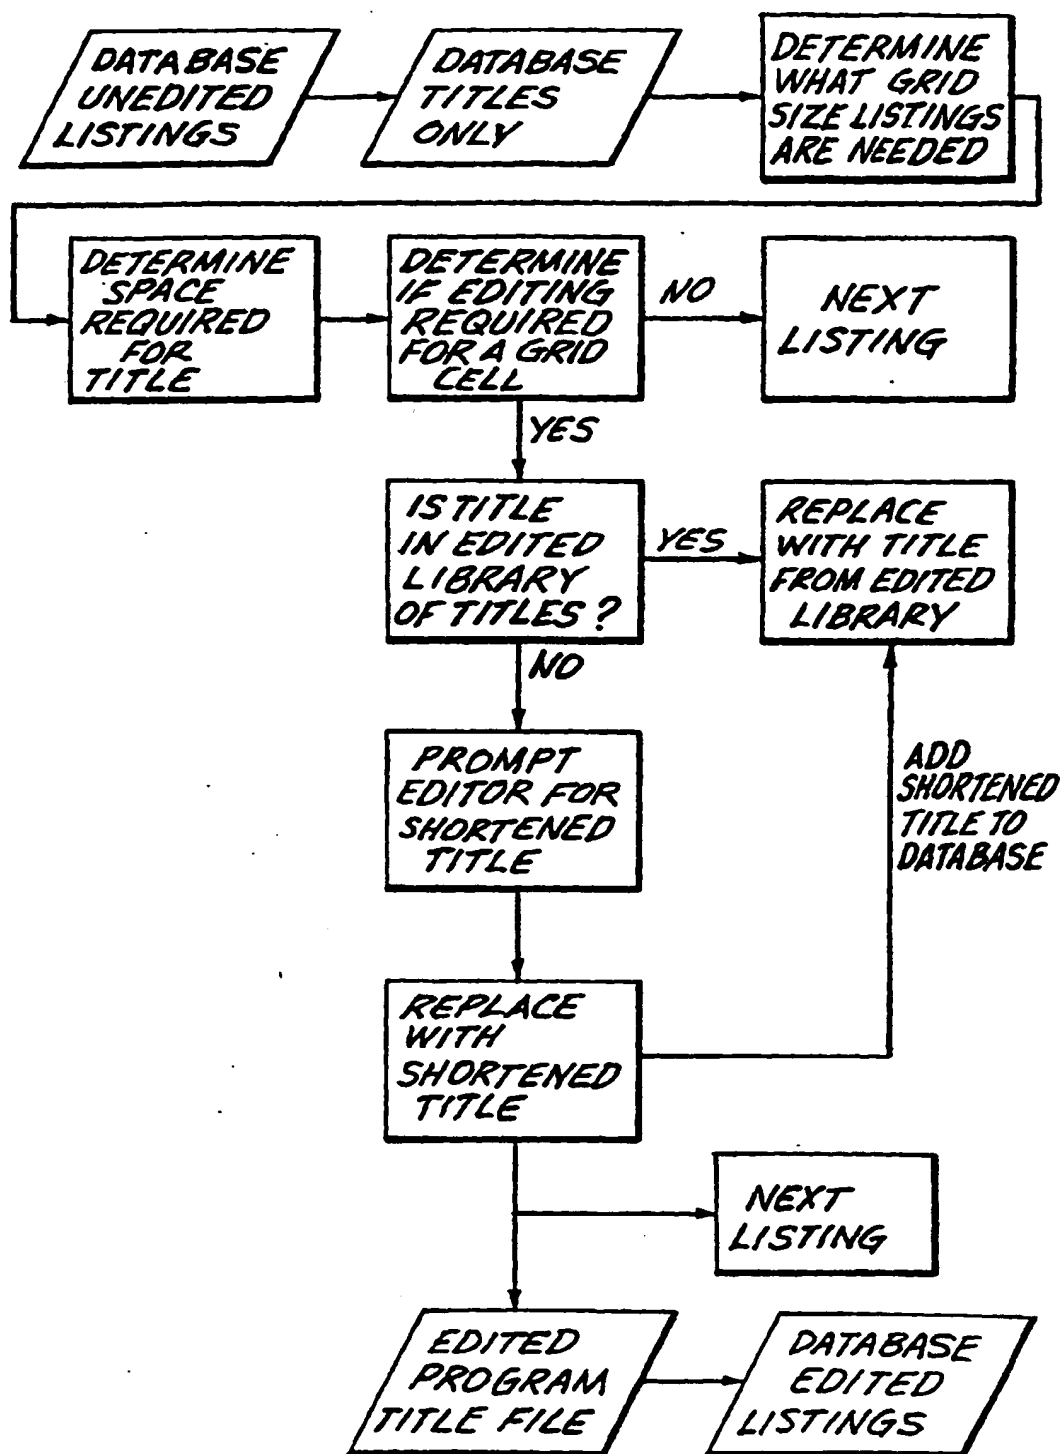 DATABASE
UNEDITED
LISTINGS
DATABASE
TITLES
ONLY
DETERMINE
WHAT GRID
SIZE LISTINGS
ARE NEEDED
DETERMINE
SPACE
REQUIRED
FOR
TITLE
DETERMINE
IF EDITING
REQUIRED
FOR A GRID
CELL
NO
NEXT
LISTING
YES
IS TITLE
IN EDITED
LIBRARY
OF TITLES?
YES
REPLACE
WITH TITLE
FROM EDITED
LIBRARY
NO
PROMPT
EDITOR FOR
SHORTENED
TITLE
ADD
SHORTENED
TITLE TO
DATABASE
REPLACE
WITH
SHORTENED
TITLE
NEXT
LISTING
EDITED
PROGRAM
TITLE FILE
DATABASE
EDITED
LISTINGS